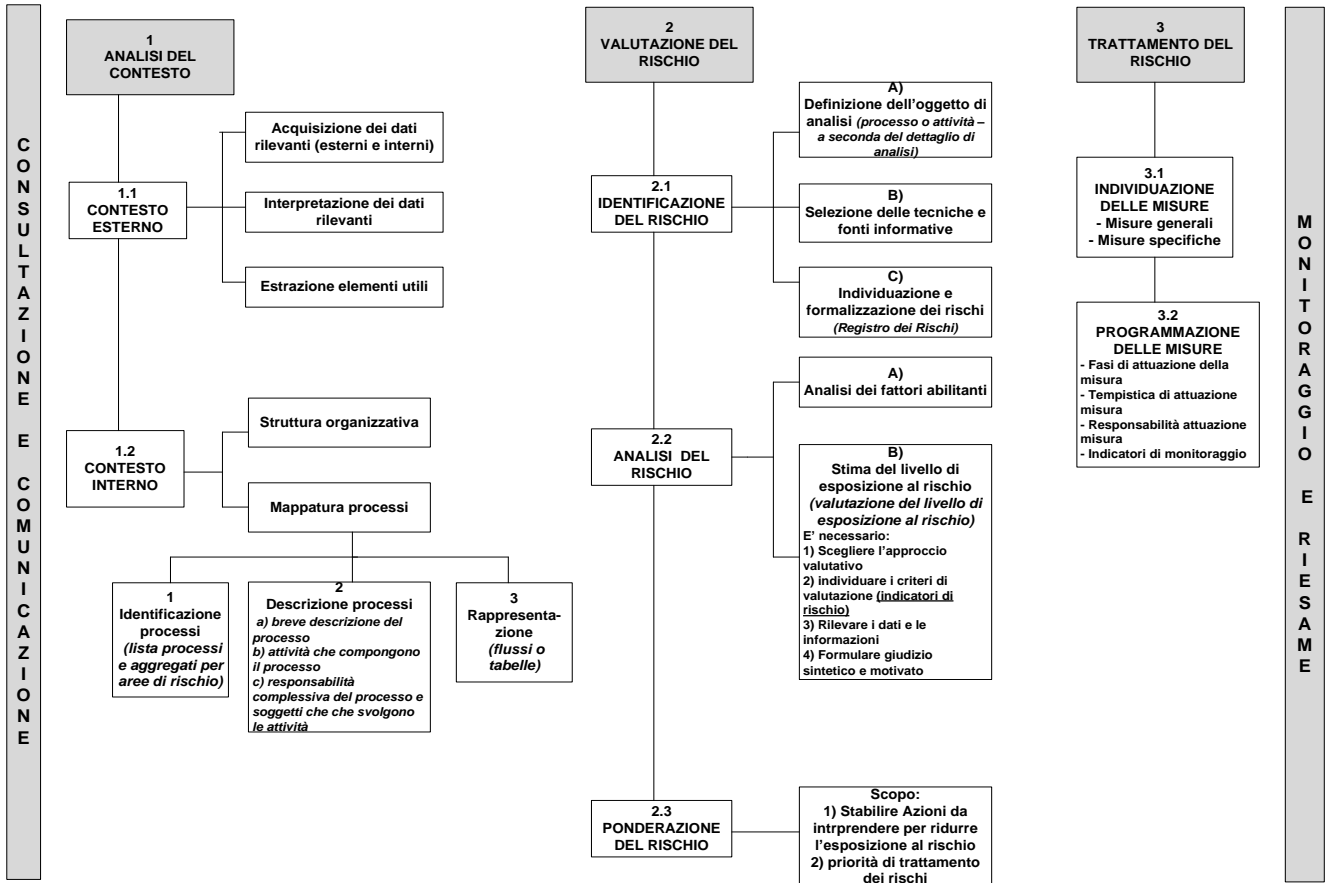 CONSULTAZIONE E COMUNICAZIONE
1
ANALISI DEL
CONTESTO
1.1
CONTESTO
ESTERNO
Acquisizione dei dati
rilevanti (esterni e interni)
Interpretazione dei dati
rilevanti
Estrazione elementi utili
1.2
CONTESTO
INTERNO
Struttura organizzativa
Mappatura processi
1
Identificazione
processi
(lista processi
e aggregati per
aree di rischio)
2
Descrizione processi
a) breve descrizione del
processo
b) attività che compongono
il processo
c) responsabilità
complessiva del processo e
soggetti che che svolgono
le attività
3
Rappresenta-
zione
(flussi o
tabelle)
2
VALUTAZIONE DEL
RISCHIO
2.1
IDENTIFICAZIONE
DEL RISCHIO
A)
Definizione dell’oggetto di
analisi (processo o attività –
a seconda del dettaglio di
analisi)
B)
Selezione delle tecniche e
fonti informative
C)
Individuazione e
formalizzazione dei rischi
(Registro dei Rischi)
2.2
ANALISI DEL
RISCHIO
A)
Analisi dei fattori abilitanti
B)
Stima del livello di
esposizione al rischio
(valutazione del livello di
esposizione al rischio)
E’ necessario:
1) Scegliere l’approccio
valutativo
2) individuare i criteri di
valutazione (indicatori di
rischio)
3) Rilevare i dati e le
informazioni
4) Formulare giudizio
sintetico e motivato
2.3
PONDERAZIONE
DEL RISCHIO
Scopo:
1) Stabilire Azioni da
intrprendere per ridurre
l’esposizione al rischio
2) priorità di trattamento
dei rischi
3
TRATTAMENTO DEL
RISCHIO
3.1
INDIVIDUAZIONE
DELLE MISURE
- Misure generali
- Misure specifiche
3.2
PROGRAMMAZIONE
DELLE MISURE
- Fasi di attuazione della
misura
- Tempistica di attuazione
misura
- Responsabilità attuazione
misura
- Indicatori di monitoraggio
MONITORAGGIO E RIESAME